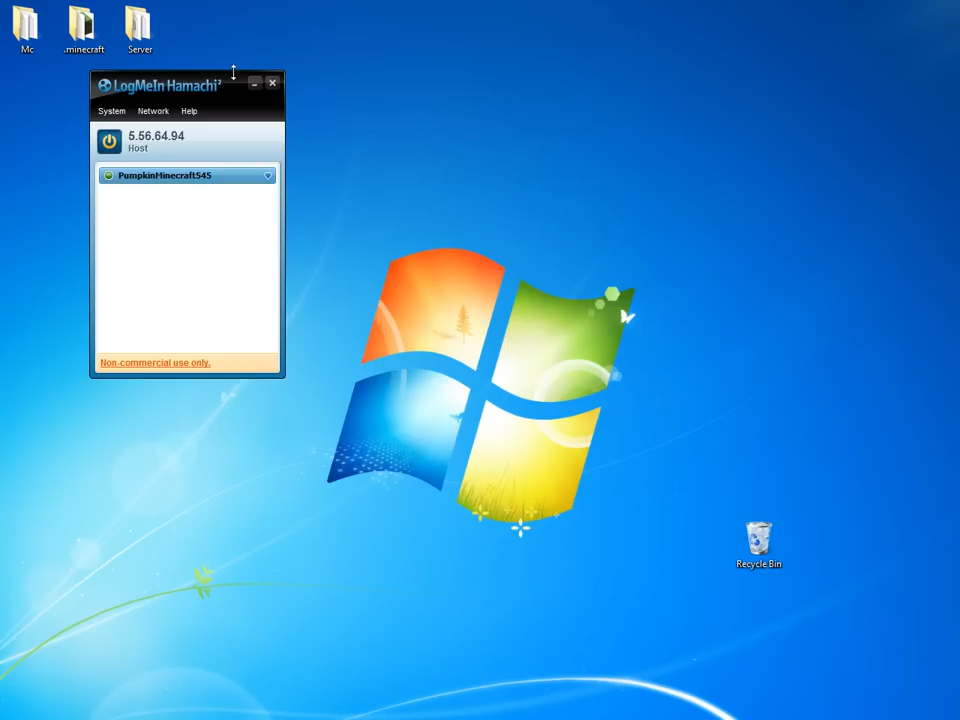 Mc
.minecraft
Server
LogMeIn Hamachi²
System Network Help
5.56.64.94
Host
PumpkinMinecraft545
Non-commercial use only.
Recycle Bin